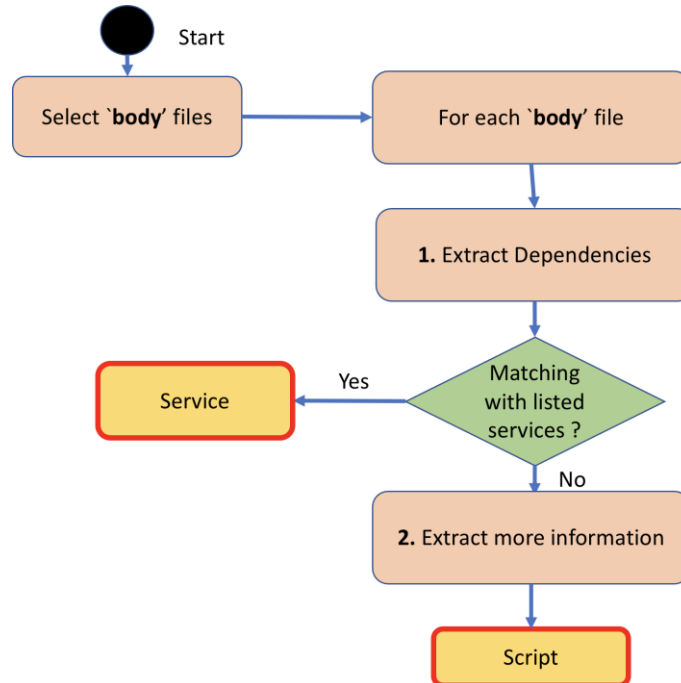 Start
Select `body' files
For each `body' file
1. Extract Dependencies
Matching
with listed
services ?
Yes
Service
No
2. Extract more information
Script